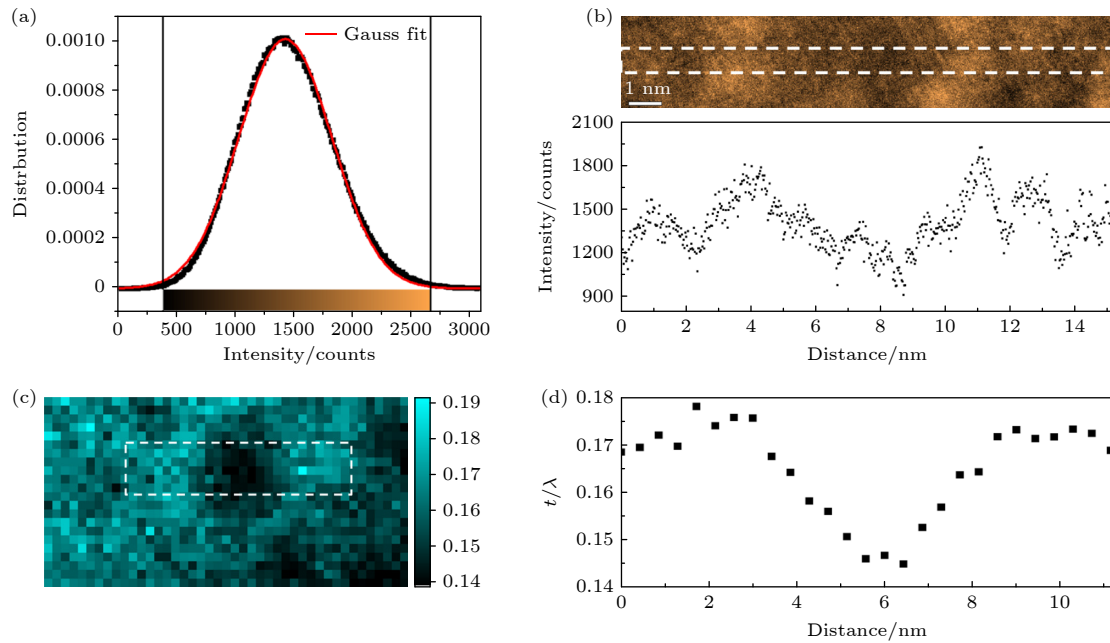 (a)
Gauss fit
0.0010
0.0008
0.0006
0.0004
0.0002
0
Distrbution
0 500 1000 1500 2000 2500 3000
Intensity/counts
(b)
1 nm
2100
1800
1500
1200
900
Intensity/counts
0 2 4 6 8 10 12 14
Distance/nm
(c)
0.19
0.18
0.17
0.16
0.15
0.14
(d)
0.18
0.17
0.16
0.15
0.14
t/λ
0 2 4 6 8 10
Distance/nm